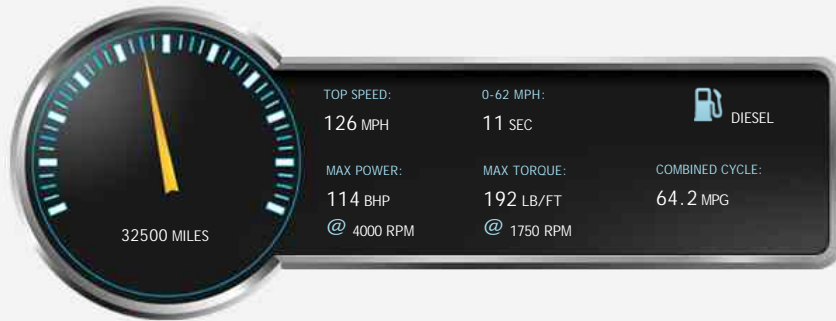 32500 MILES
TOP SPEED:
126 MPH
0-62 MPH:
11 SEC
DIESEL
MAX POWER:
114 BHP
@ 4000 RPM
MAX TORQUE:
192 LB/FT
@ 1750 RPM
COMBINED CYCLE:
64.2 MPG